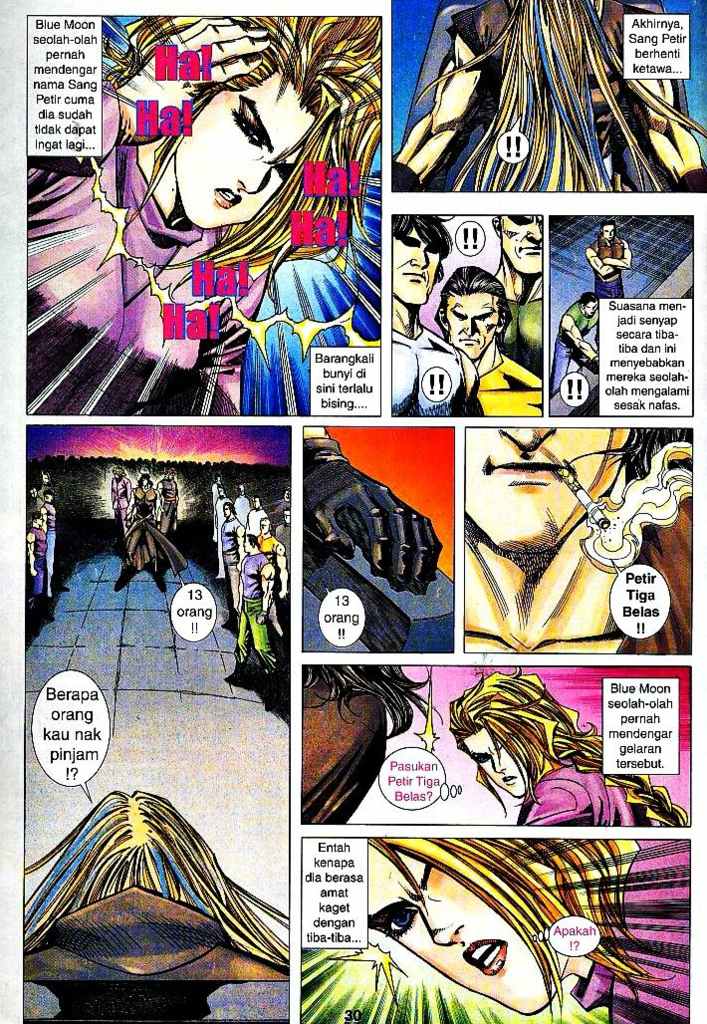 Blue Moon
seolah-olah
pernah
mendengar
nama Sang
Petir cuma
dia sudah
tidak dapat
ingat lagi...
Ha!
Ha!
Ha!
Ha!
Ha!
Ha!
Barangkali
bunyi di
sini terlalu
bising....
Akhirnya,
Sang Petir
berhenti
ketawa...
!!
!!
!!
Suasana men-
jadi senyap
secara tiba-
tiba dan ini
menyebabkan
mereka seolah-
olah mengalami
sesak nafas.
!!
13
orang
!!
Berapa
orang
kau nak
pinjam
!?
13
orang
!!
Petir
Tiga
Belas
!!
Blue Moon
seolah-olah
pernah
mendengar
gelaran
tersebut.
Pasukan
Petir Tiga
Belas?
Entah
kenapa
dia berasa
amat
kaget
dengan
tiba-tiba...
Apakah
!?
30